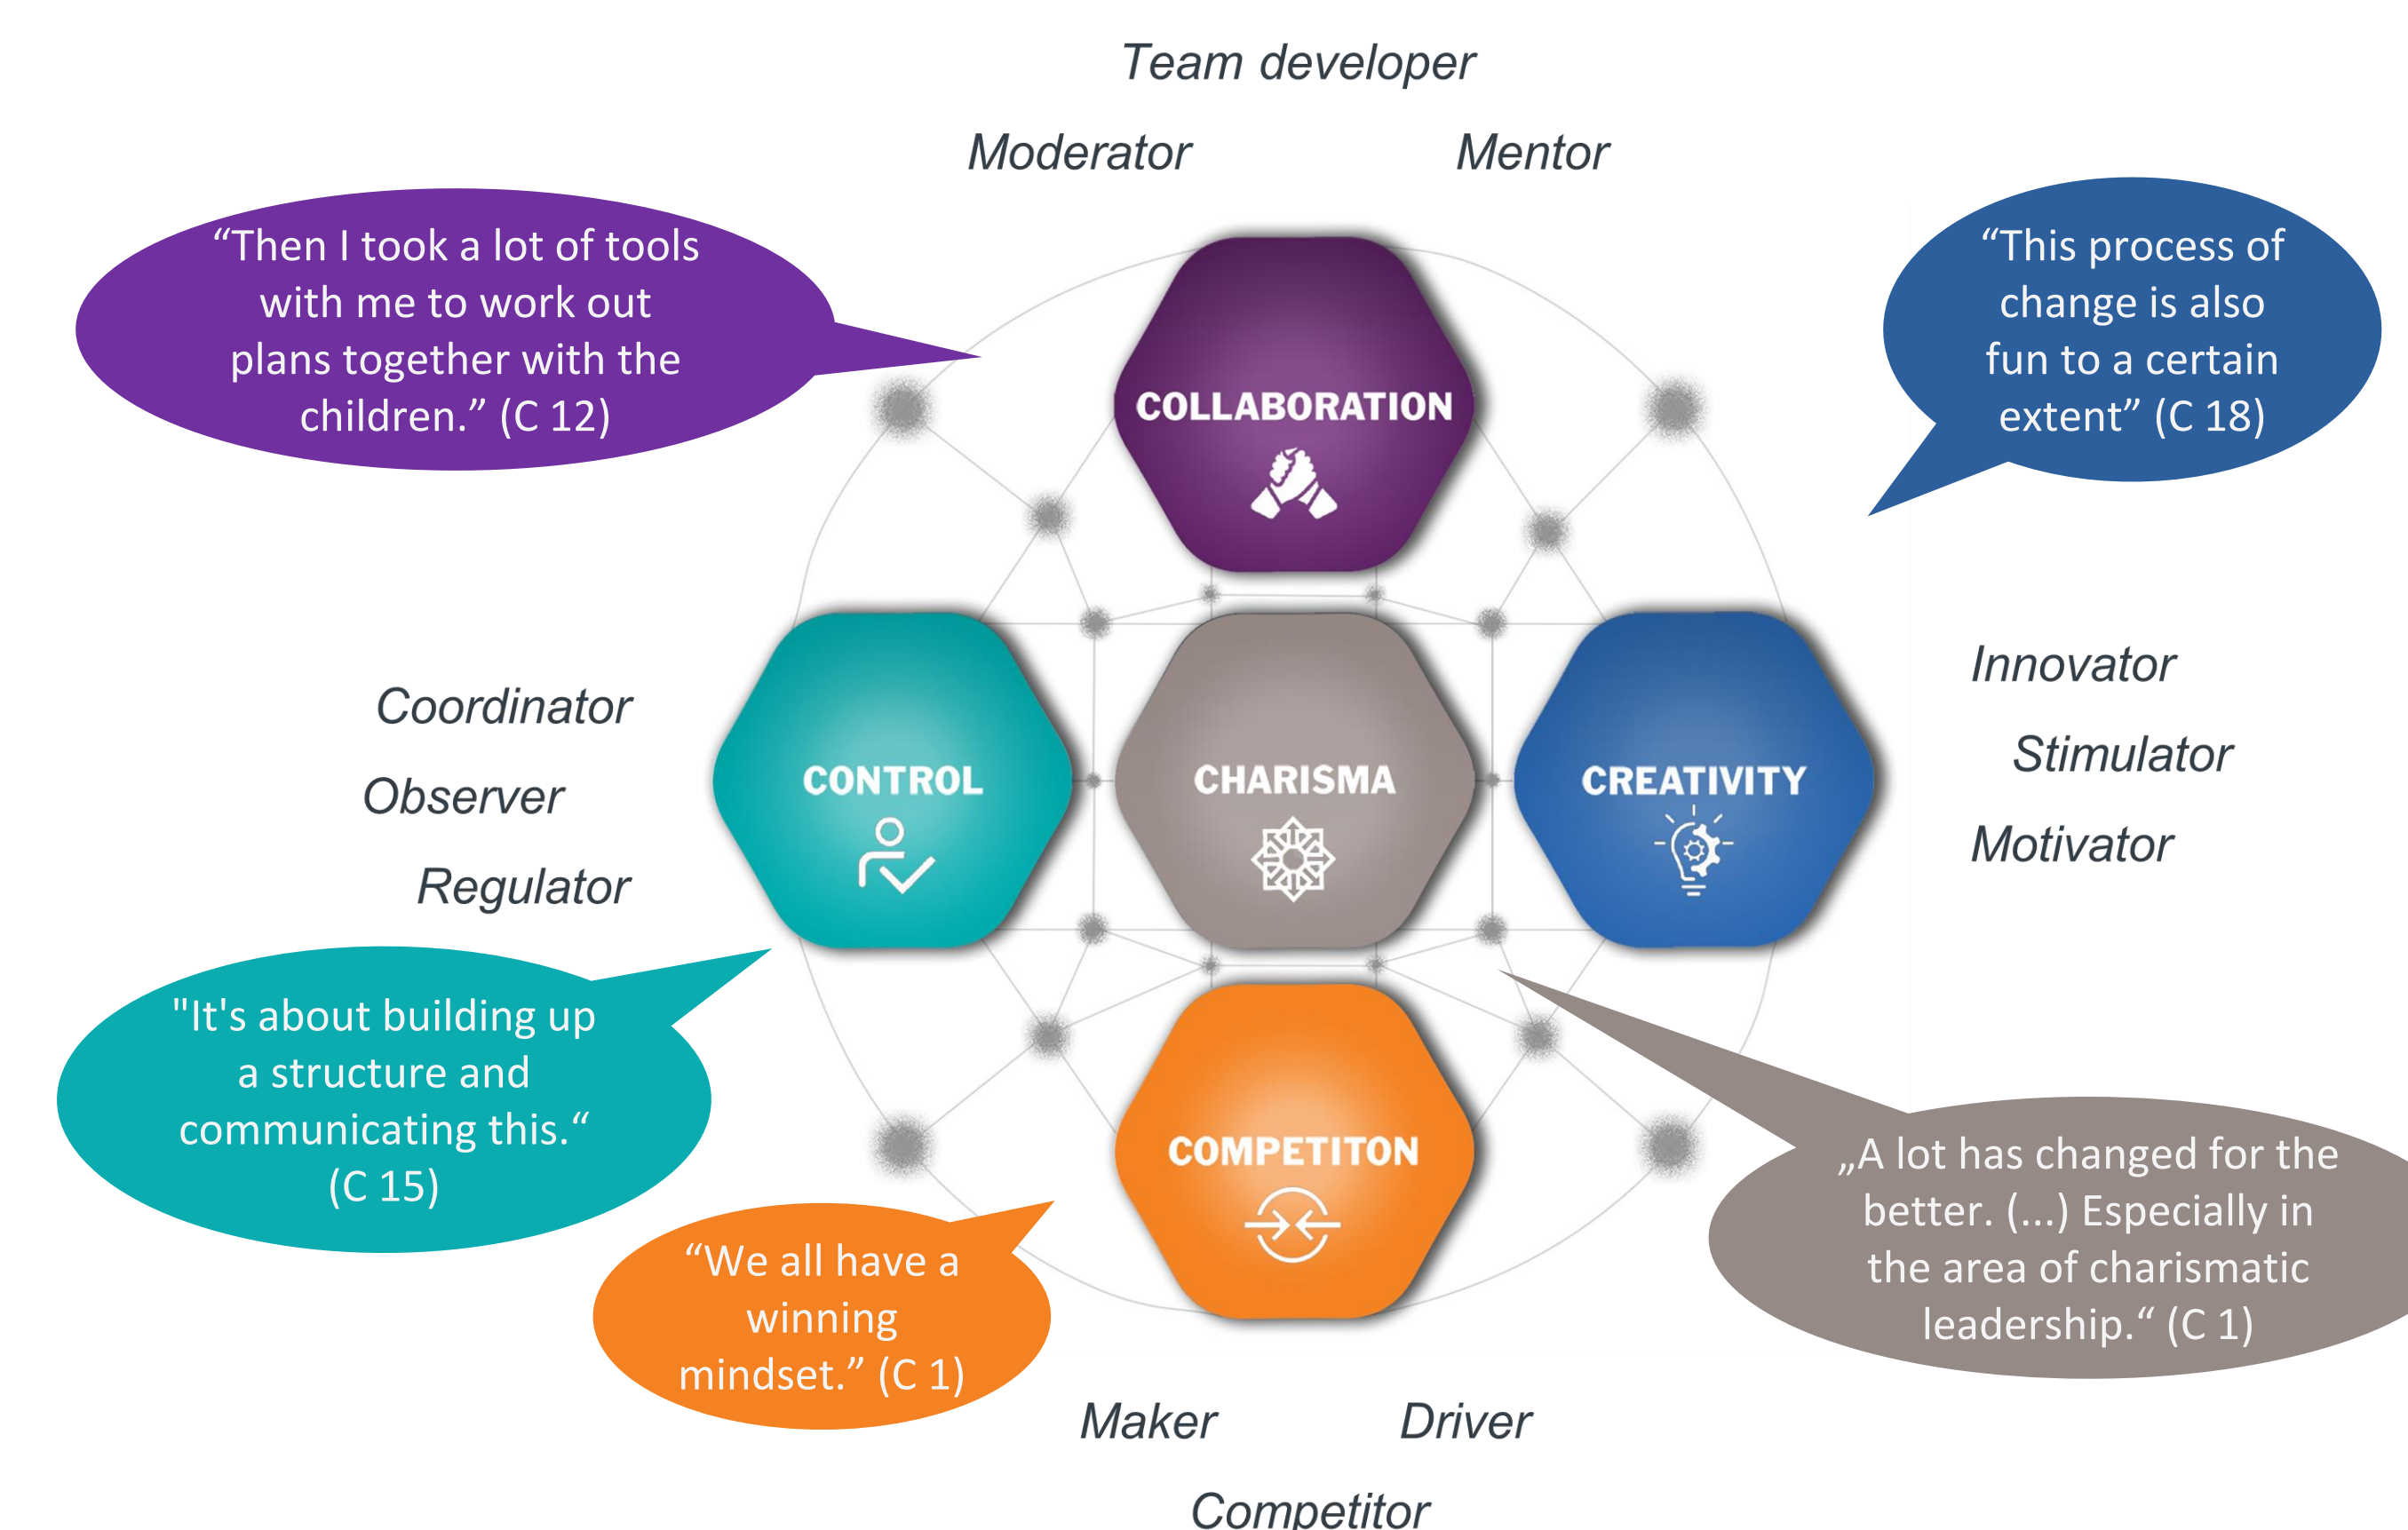 Team developer
Moderator
Mentor
“Then I took a lot of tools
with me to work out
plans together with the
children.” (C 12)
“This process of
change is also
fun to a certain
extent” (C 18)
COLLABORATION
Coordinator
Observer
Regulator
CONTROL
CHARISMA
CREATIVITY
Innovator
Stimulator
Motivator
"It's about building up
a structure and
communicating this.“
(C 15)
COMPETITON
“We all have a
winning
mindset.” (C 1)
„A lot has changed for the
better. (...) Especially in
the area of charismatic
leadership.“ (C 1)
Maker
Driver
Competitor